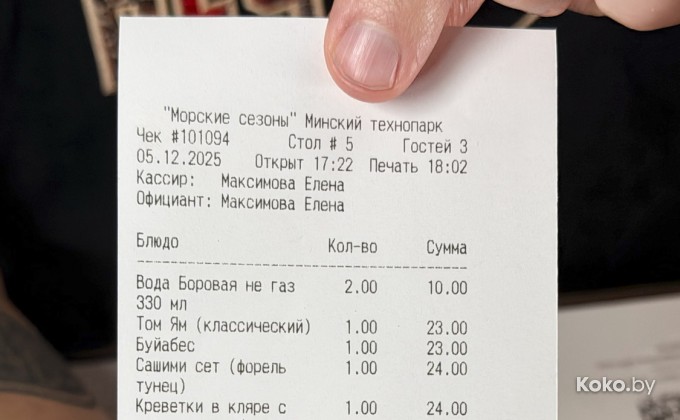 "Морские сезоны" Минский технопарк
Чек #101094 Стол # 5 Гостей 3
05.12.2025 Открыт 17:22 Печать 18:02
Кассир: Максимова Елена
Официант: Максимова Елена
Блюдо Кол-во Сумма
Вода Боровая не газ 2.00 10.00
330 мл
Том Ям (классический) 1.00 23.00
Буйабес 1.00 23.00
Сашими сет (форель 1.00 24.00
тунец)
Креветки в кляре с 1.00 24.00
Koko.by